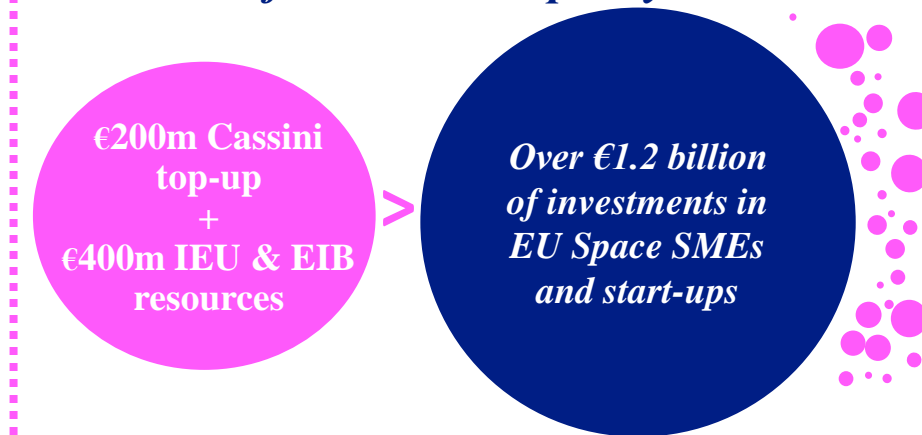 €200m Cassini
top-up
+
€400m IEU & EIB
resources
>
Over €1.2 billion
of investments in
EU Space SMEs
and start-ups